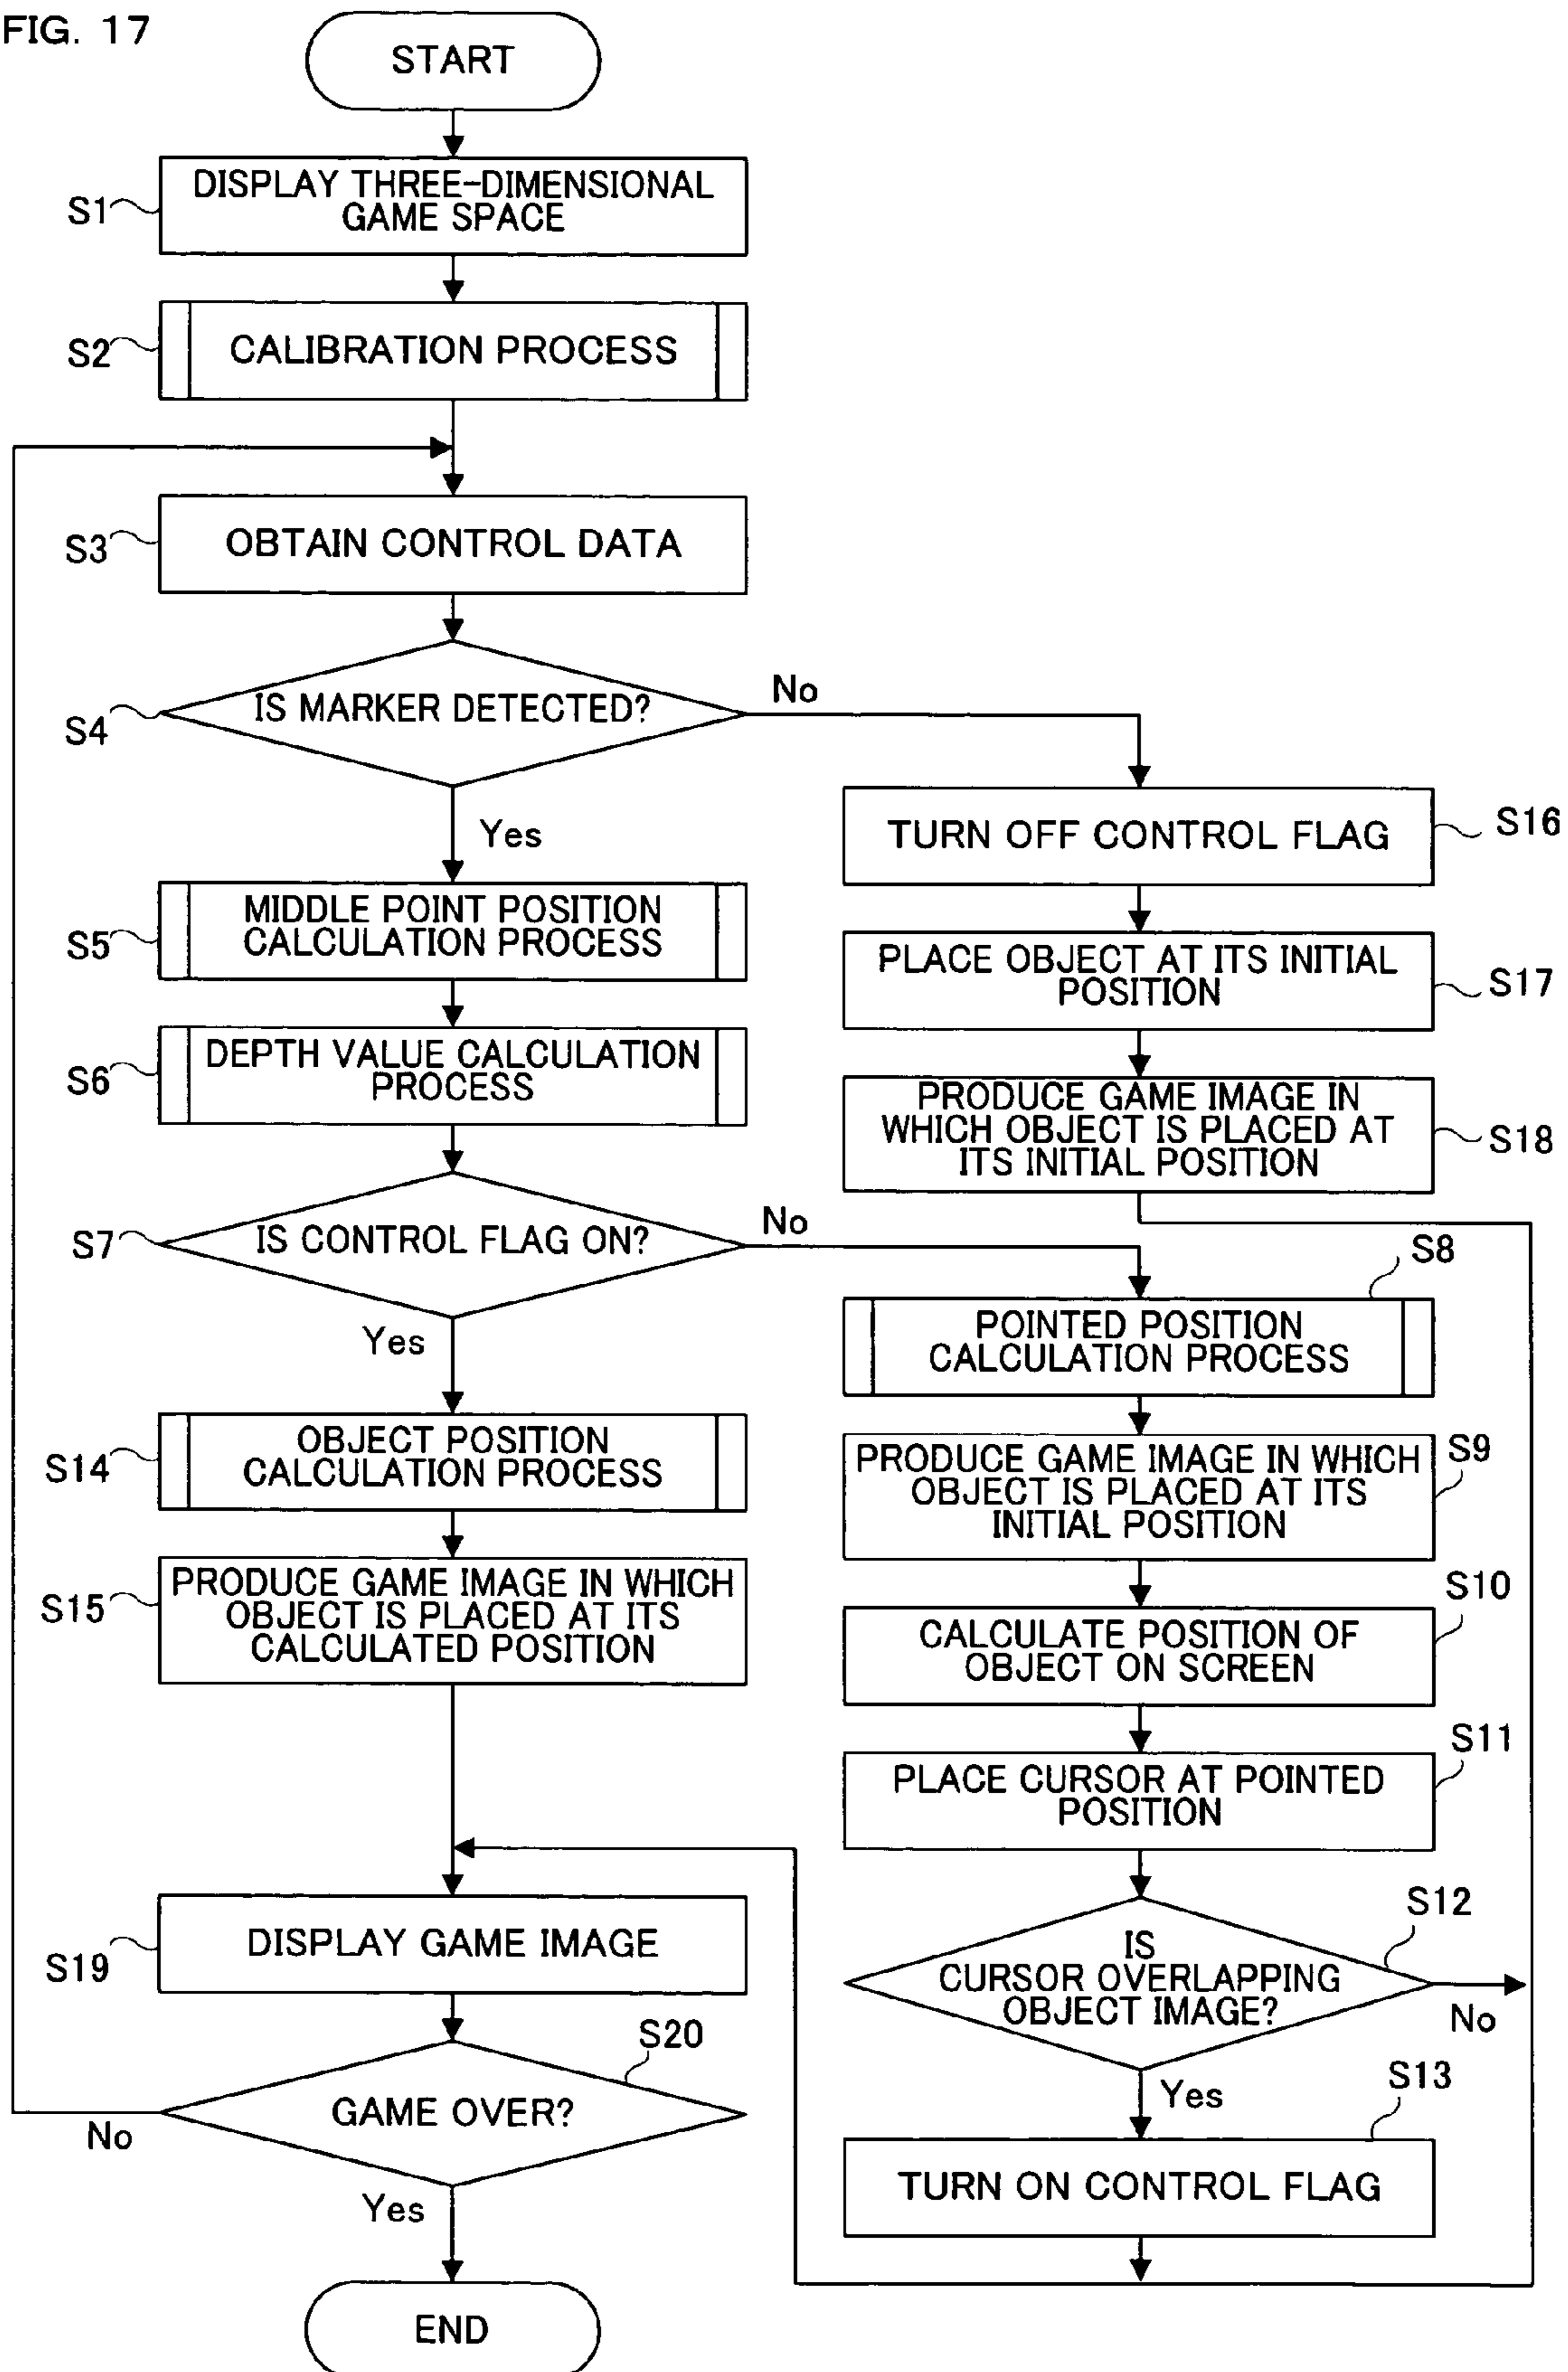 FIG. 17
START
S1
DISPLAY THREE-DIMENSIONAL
GAME SPACE
S2
CALIBRATION PROCESS
S3
OBTAIN CONTROL DATA
S4
IS MARKER DETECTED?
No
Yes
S5
MIDDLE POINT POSITION
CALCULATION PROCESS
S6
DEPTH VALUE CALCULATION
PROCESS
S7
IS CONTROL FLAG ON?
No
Yes
S14
OBJECT POSITION
CALCULATION PROCESS
S15
PRODUCE GAME IMAGE IN WHICH
OBJECT IS PLACED AT ITS
CALCULATED POSITION
S19
DISPLAY GAME IMAGE
S20
GAME OVER?
No
Yes
END
TURN OFF CONTROL FLAG
S16
PLACE OBJECT AT ITS INITIAL
POSITION
S17
PRODUCE GAME IMAGE IN
WHICH OBJECT IS PLACED AT
ITS INITIAL POSITION
S18
S8
POINTED POSITION
CALCULATION PROCESS
S9
PRODUCE GAME IMAGE IN WHICH
OBJECT IS PLACED AT ITS
INITIAL POSITION
S10
CALCULATE POSITION OF
OBJECT ON SCREEN
S11
PLACE CURSOR AT POINTED
POSITION
S12
IS
CURSOR OVERLAPPING
OBJECT IMAGE?
No
Yes
S13
TURN ON CONTROL FLAG